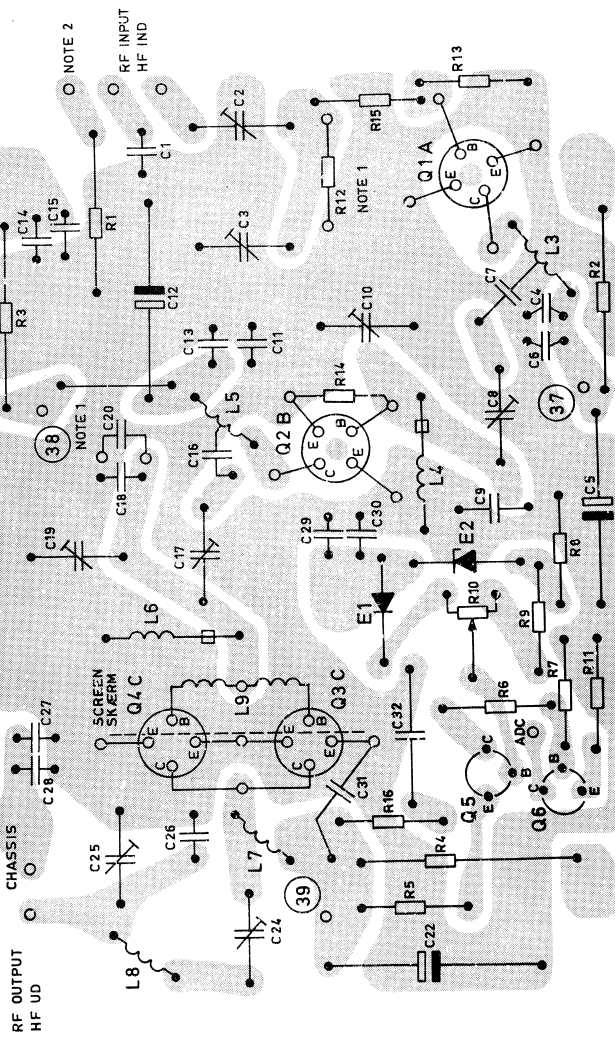 NOTE 2
RF INPUT
HF IND
R13
C2
R15
C1
R12
NOTE 1
Q1A
B
E
E
C
C14
C15
R1
R3
C3
C12
C7
L3
C4
C6
R2
C10
C13
C11
R14
L5
Q2B
E
B
C
E
C8
37
38
NOTE 1
C20
C18
C16
L4
C9
C5
C19
C17
C29
C30
E2
E1
R8
R10
R9
L6
SCREEN
SKÆRM
Q4C
L9
Q3C
E
B
C
E
E
B
C
E
C32
R6
R7
R11
ADC
C27
C28
C31
R16
Q5
C
B
E
Q6
B
C
E
CHASSIS
C25
C26
L7
R4
39
R5
RF OUTPUT
HF UD
L8
C24
C22